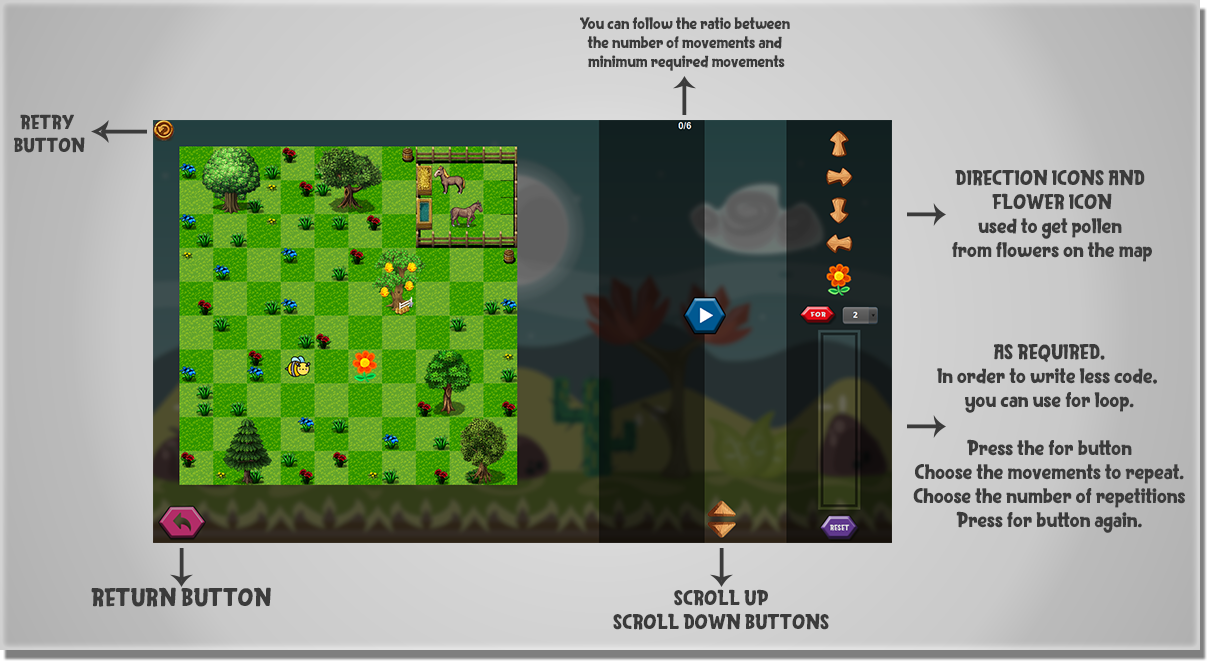 You can follow the ratio between
the number of movements and
minimum required movements
RETRY
BUTTON
0/6
DIRECTION ICONS AND
FLOWER ICON
used to get pollen
from flowers on the map
FOR
2
AS REQUIRED.
In order to write less code.
you can use for loop.
Press the for button
Choose the movements to repeat.
Choose the number of repetitions
Press for button again.
RESET
RETURN BUTTON
SCROLL UP
SCROLL DOWN BUTTONS